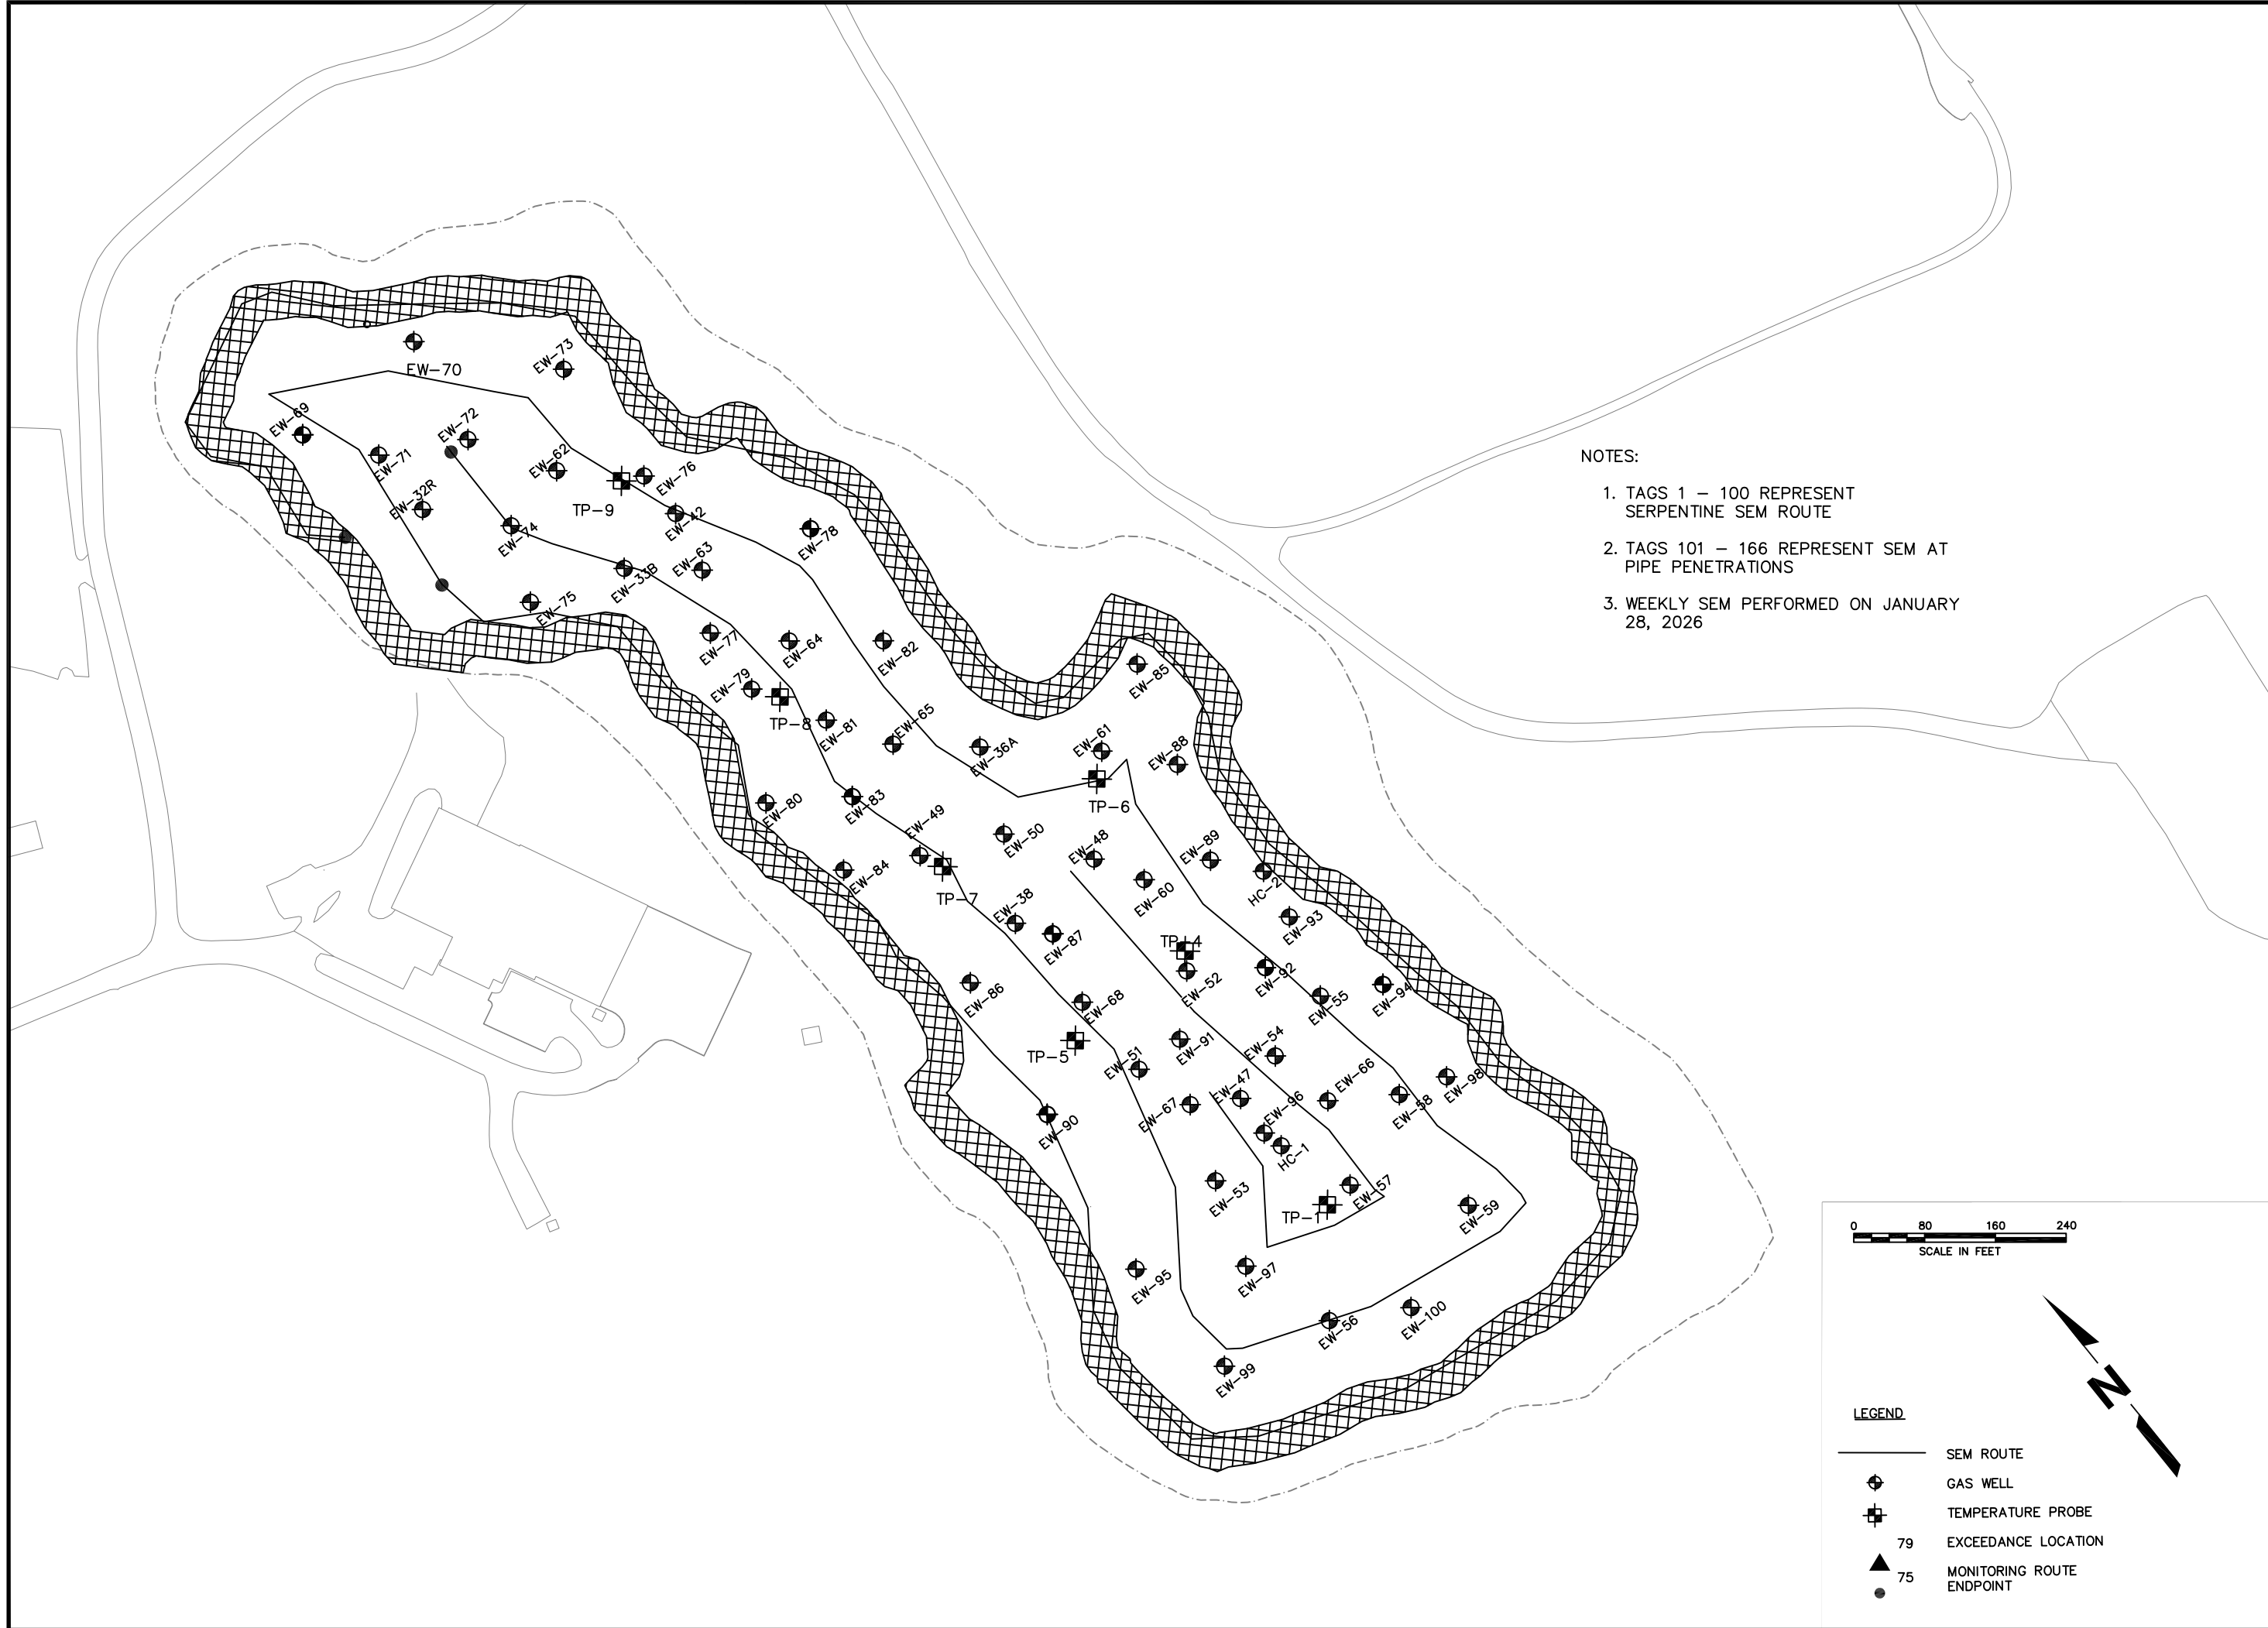 EW-70
EW-73
EW-69
EW-72
EW-71
EW-62
EW-76
TP-9
EW-32R
EW-74
EW-42
EW-78
EW-63
EW-33B
EW-75
EW-77
EW-64
EW-82
EW-85
EW-79
TP-8
EW-81
EW-65
EW-36A
EW-61
EW-88
TP-6
EW-80
EW-83
EW-49
EW-50
EW-48
EW-89
EW-84
TP-7
EW-60
HC-2
EW-38
EW-87
EW-93
TP-4
EW-52
EW-92
EW-86
EW-68
EW-55
EW-94
TP-5
EW-51
EW-91
EW-54
EW-47
EW-66
EW-98
EW-58
EW-67
EW-96
EW-90
HC-1
EW-53
EW-57
TP-1
EW-59
EW-95
EW-97
EW-56
EW-100
EW-99
NOTES:
1. TAGS 1 - 100 REPRESENT
SERPENTINE SEM ROUTE
2. TAGS 101 - 166 REPRESENT SEM AT
PIPE PENETRATIONS
3. WEEKLY SEM PERFORMED ON JANUARY
28, 2026
0 80 160 240
SCALE IN FEET
N
LEGEND
SEM ROUTE
GAS WELL
TEMPERATURE PROBE
79 EXCEEDANCE LOCATION
75 MONITORING ROUTE
ENDPOINT